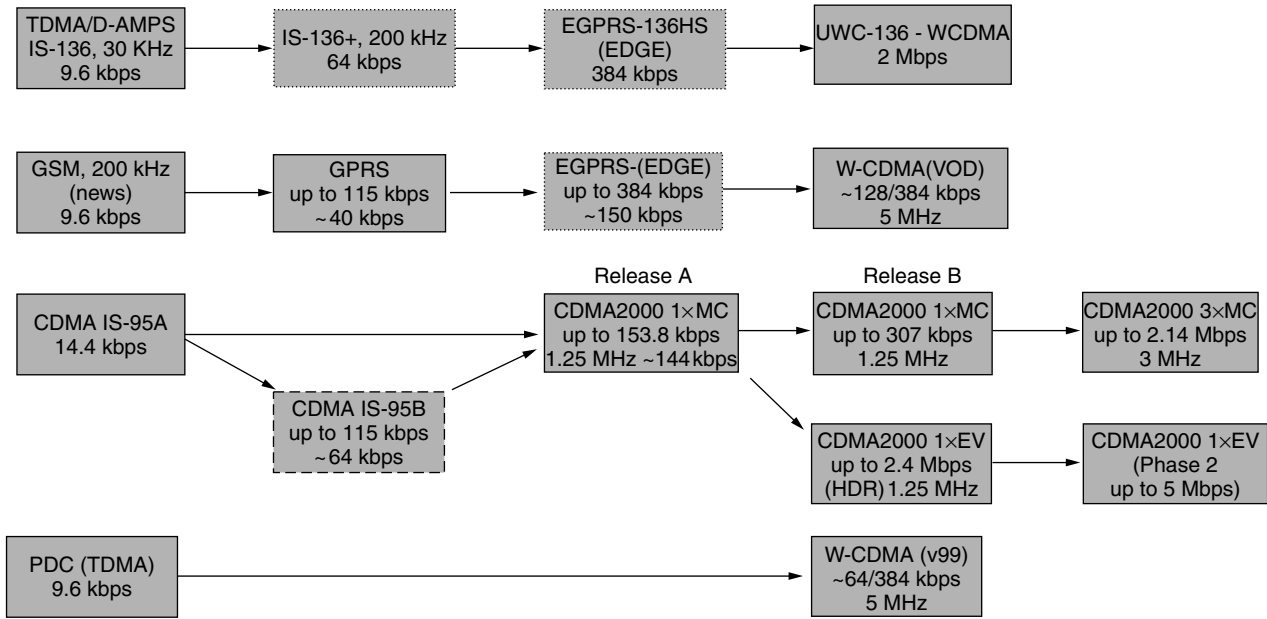 TDMA/D-AMPS
IS-136, 30 KHz
9.6 kbps
IS-136+, 200 kHz
64 kbps
EGPRS-136HS
(EDGE)
384 kbps
UWC-136 - WCDMA
2 Mbps
GSM, 200 kHz
(news)
9.6 kbps
GPRS
up to 115 kbps
~40 kbps
EGPRS-(EDGE)
up to 384 kbps
~150 kbps
W-CDMA(VOD)
~128/384 kbps
5 MHz
Release A
Release B
CDMA IS-95A
14.4 kbps
CDMA2000 1×MC
up to 153.8 kbps
1.25 MHz ~144 kbps
CDMA2000 1×MC
up to 307 kbps
1.25 MHz
CDMA2000 3×MC
up to 2.14 Mbps
3 MHz
CDMA IS-95B
up to 115 kbps
~64 kbps
CDMA2000 1×EV
up to 2.4 Mbps
(HDR) 1.25 MHz
CDMA2000 1×EV
(Phase 2
up to 5 Mbps)
PDC (TDMA)
9.6 kbps
W-CDMA (v99)
~64/384 kbps
5 MHz